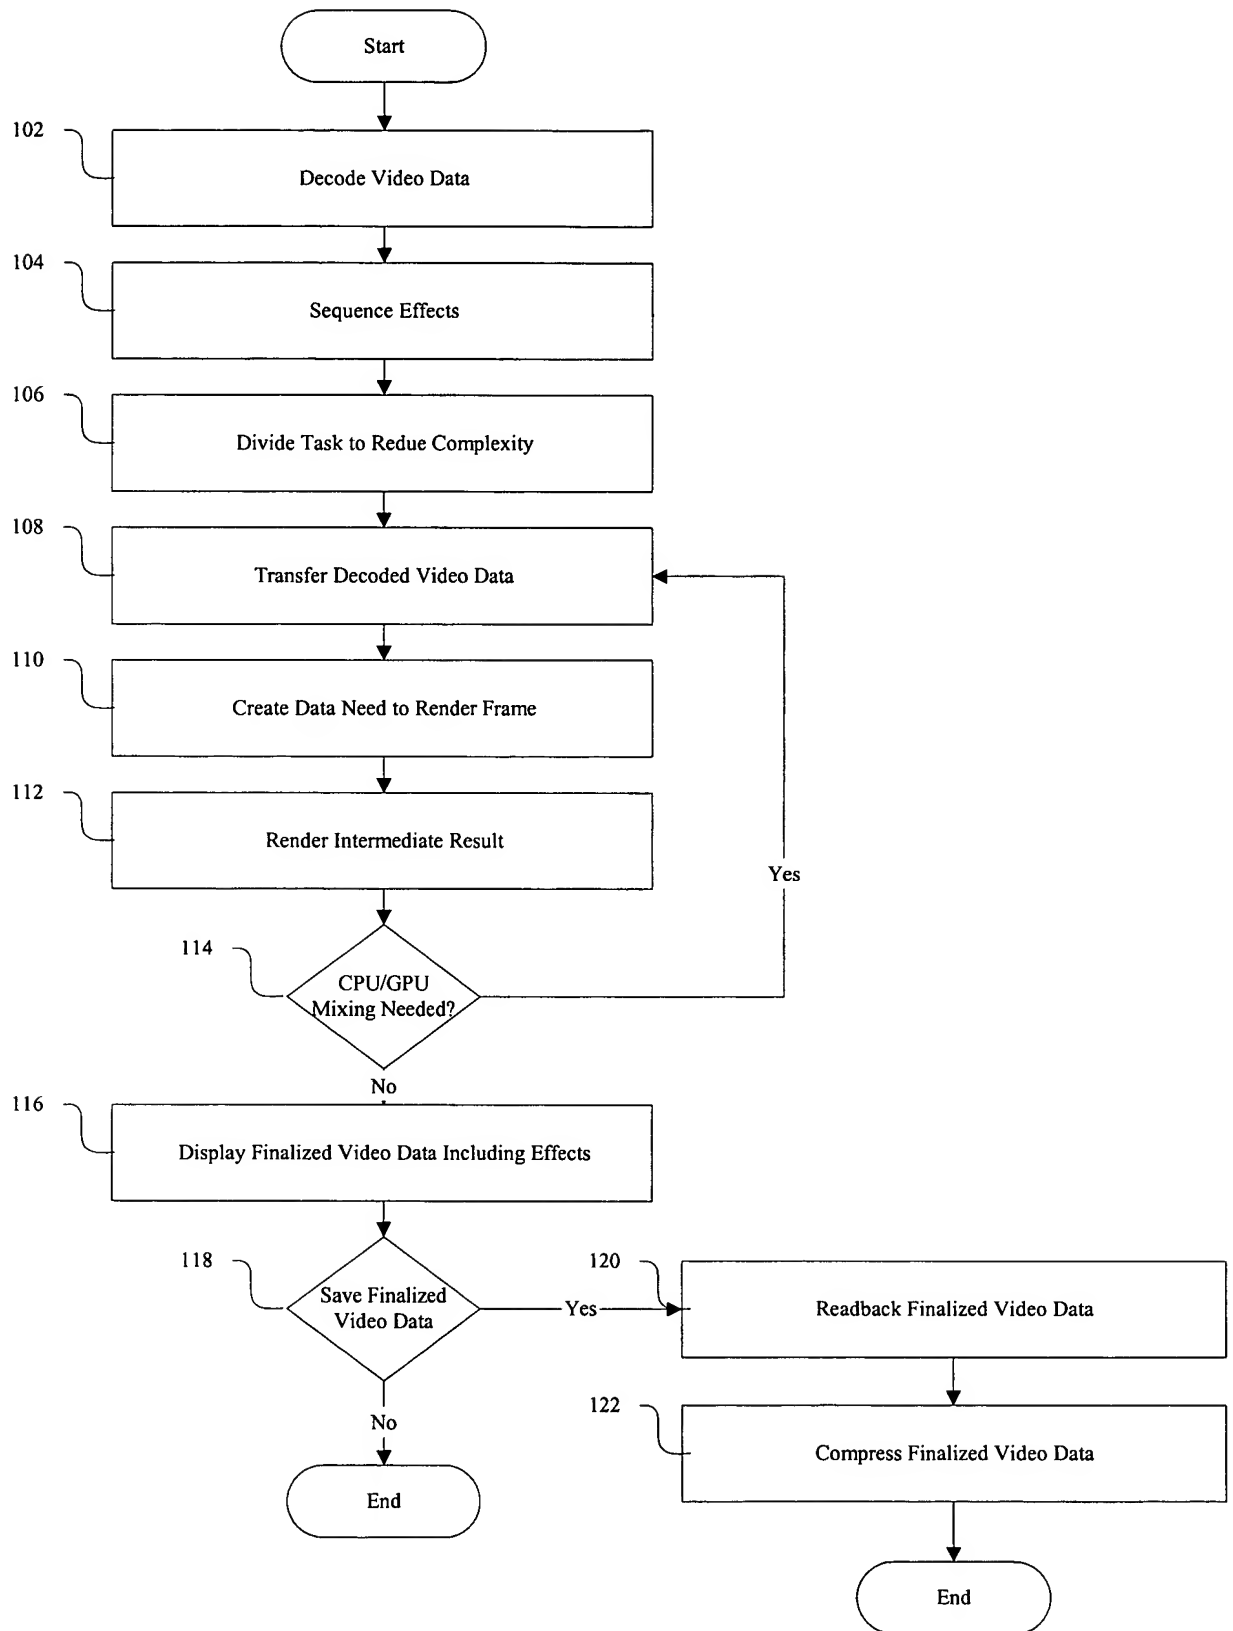 Start
102
Decode Video Data
104
Sequence Effects
106
Divide Task to Redue Complexity
108
Transfer Decoded Video Data
110
Create Data Need to Render Frame
112
Render Intermediate Result
Yes
114
CPU/GPU
Mixing Needed?
No
116
Display Finalized Video Data Including Effects
118
Save Finalized
Video Data
Yes
120
Readback Finalized Video Data
122
Compress Finalized Video Data
No
End
End